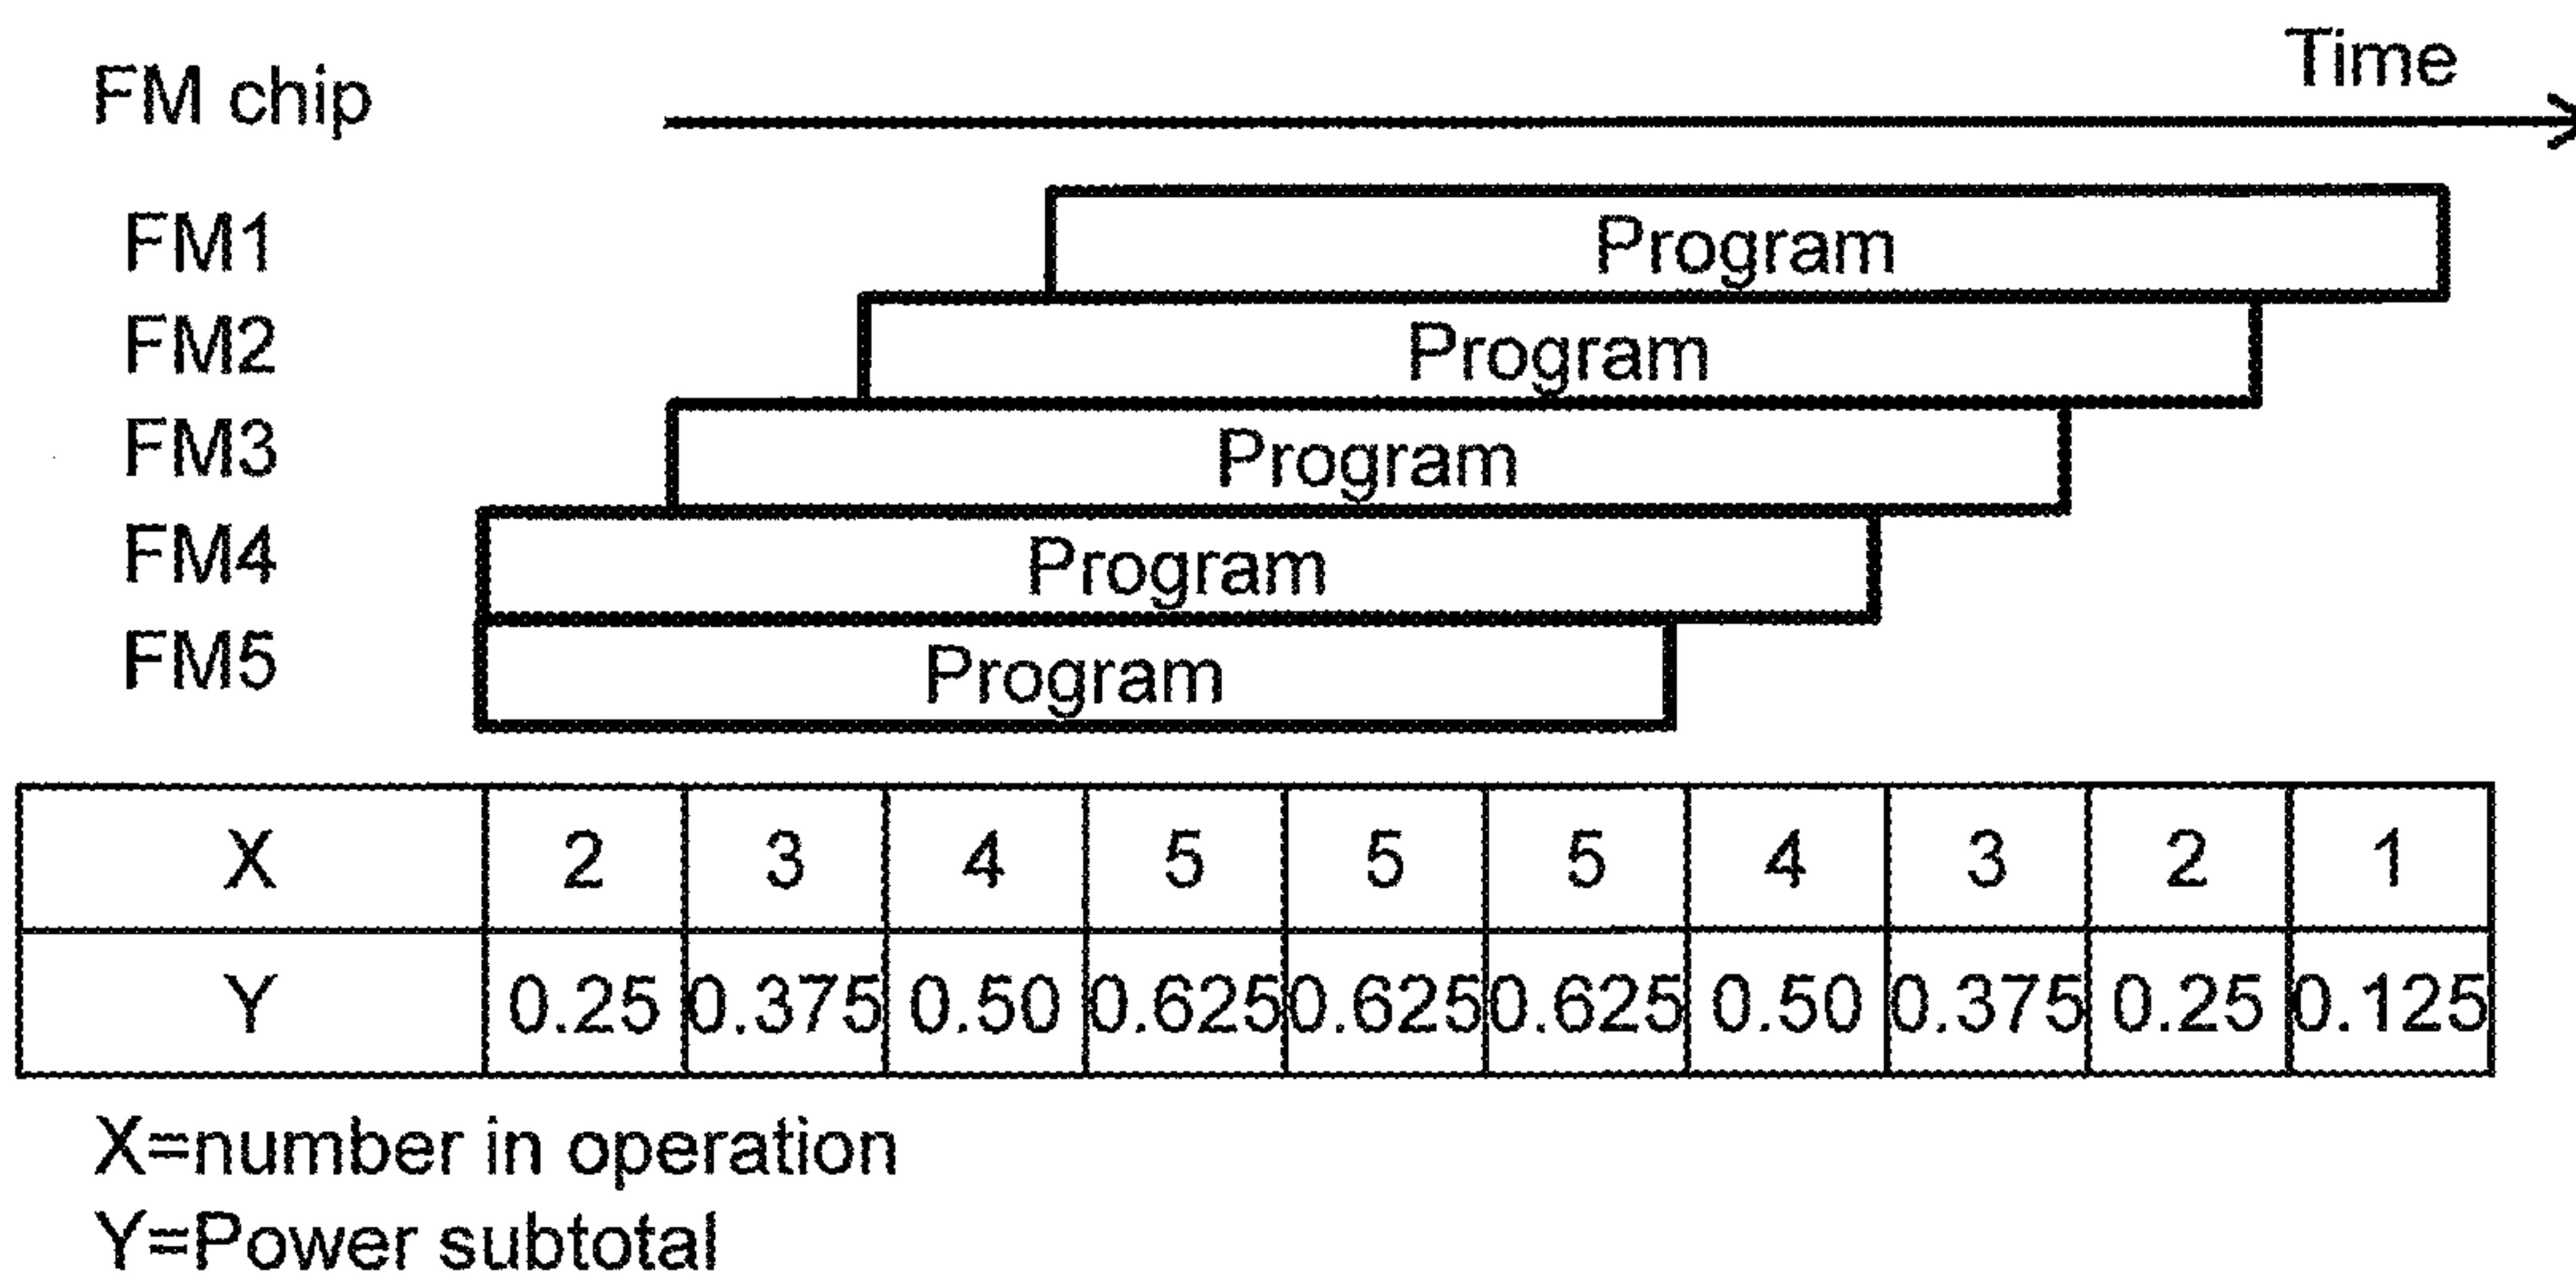 FM chip Time
FM1 Program
FM2 Program
FM3 Program
FM4 Program
FM5 Program
X 2 3 4 5 5 5 4 3 2 1
Y 0.25 0.375 0.50 0.625 0.625 0.625 0.50 0.375 0.25 0.125
X=number in operation
Y=Power subtotal